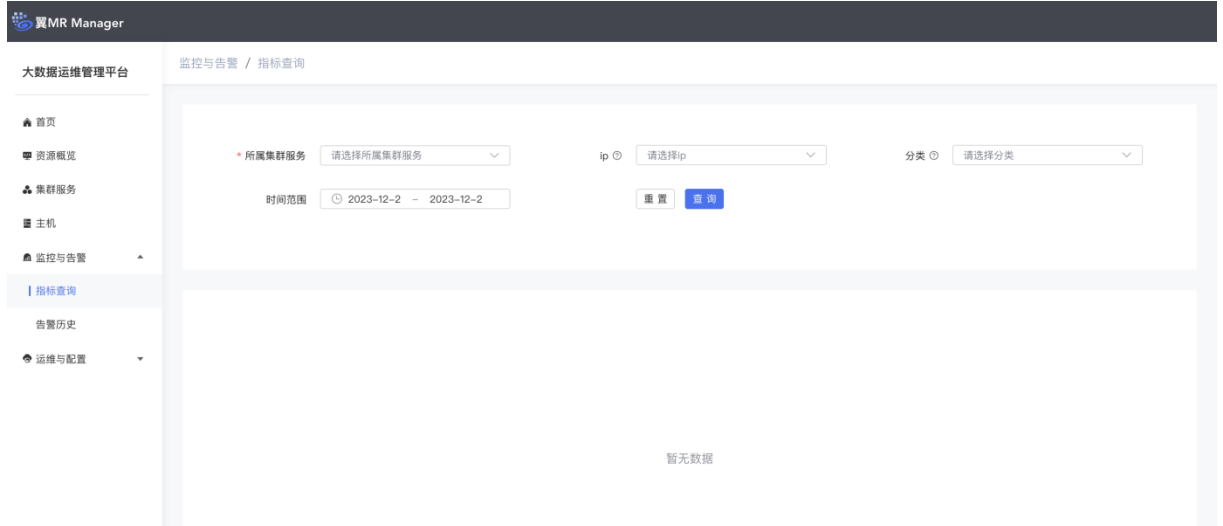 翼MR Manager
大数据运维管理平台
首页
资源概览
集群服务
主机
监控与告警
指标查询
告警历史
运维与配置
监控与告警 / 指标查询
* 所属集群服务 请选择所属集群服务 ip 请选择ip 分类 请选择分类
时间范围 2023-12-2 - 2023-12-2 重置 查询
暂无数据